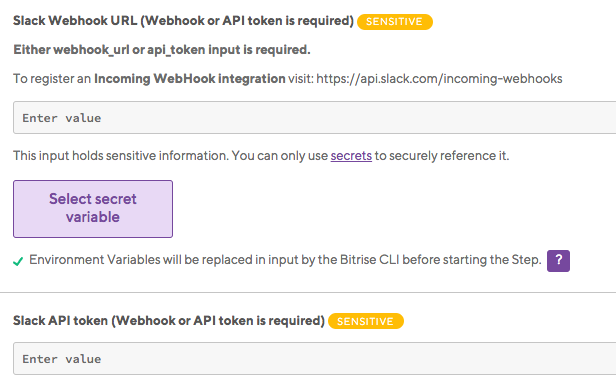 Slack Webhook URL (Webhook or API token is required) SENSITIVE
Either webhook_url or api_token input is required.
To register an Incoming WebHook integration visit: https://api.slack.com/incoming-webhooks
Enter value
This input holds sensitive information. You can only use secrets to securely reference it.
Select secret
variable
Environment Variables will be replaced in input by the Bitrise CLI before starting the Step. ?
Slack API token (Webhook or API token is required) SENSITIVE
Enter value